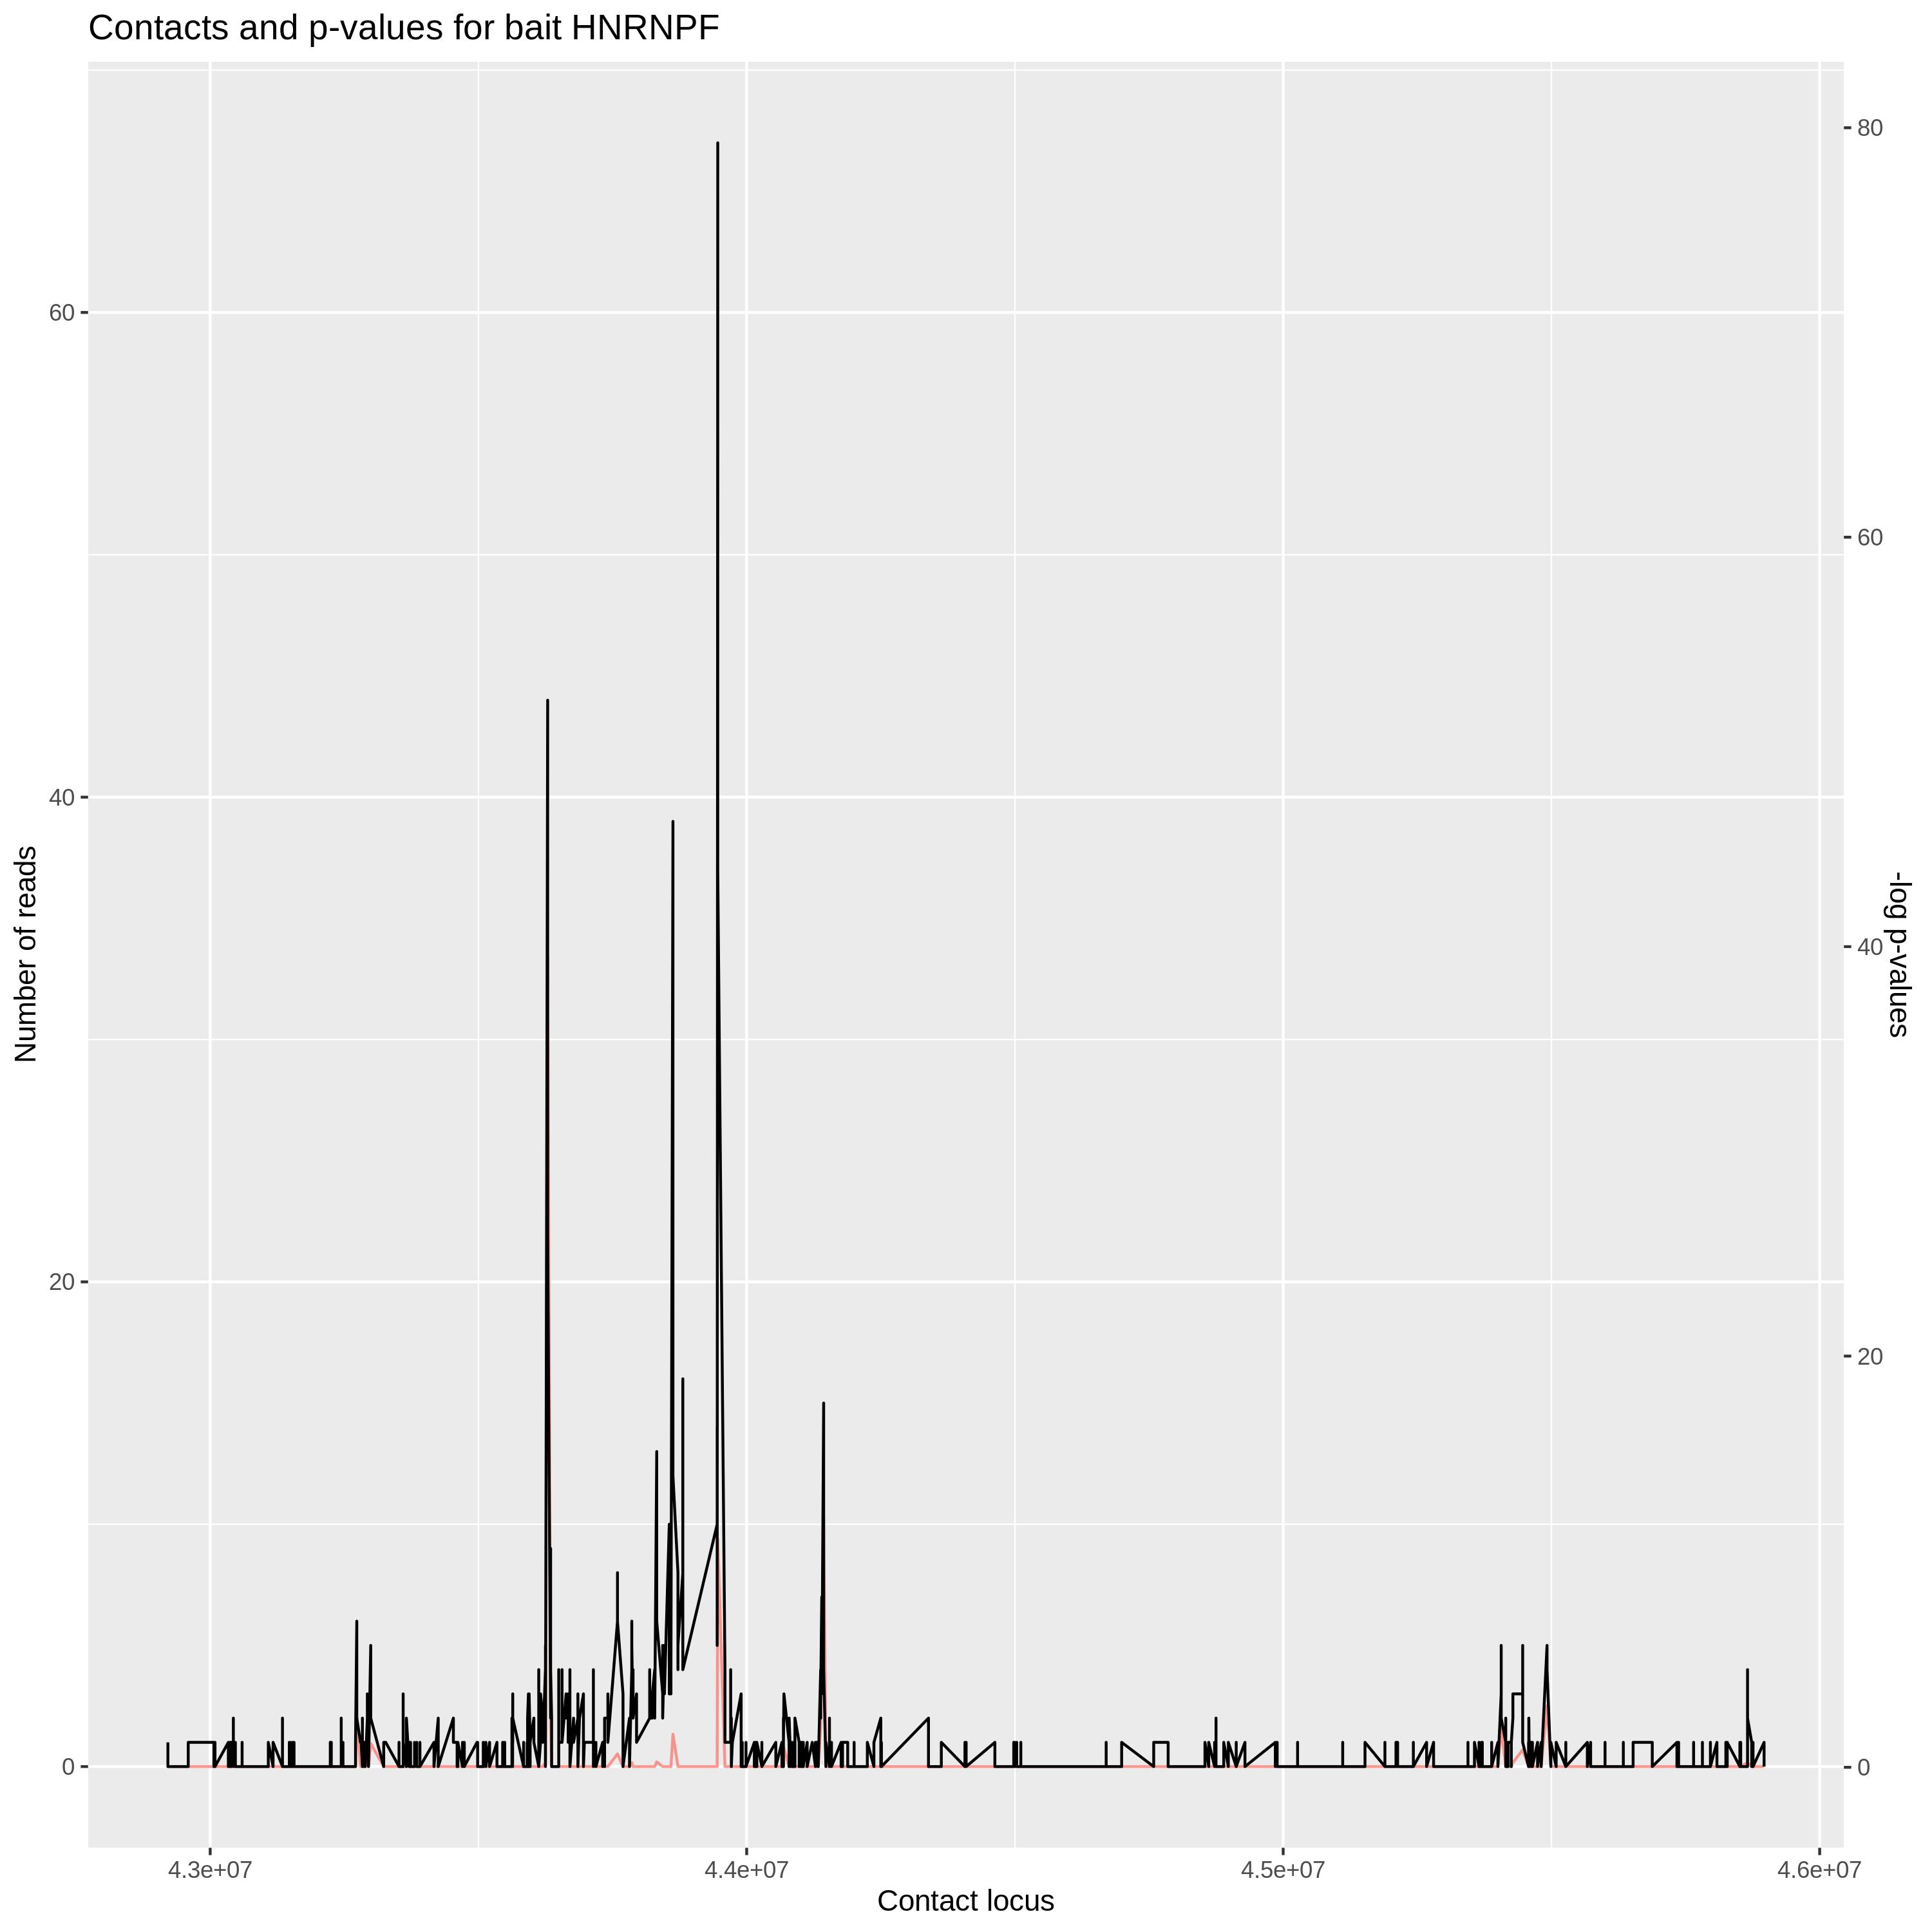 Contacts and p-values for bait HNRNPF
Number of reads
60
40
20
0
80
60
40
20
0
-log p-values
4.3e+07
4.4e+07
4.5e+07
4.6e+07
Contact locus